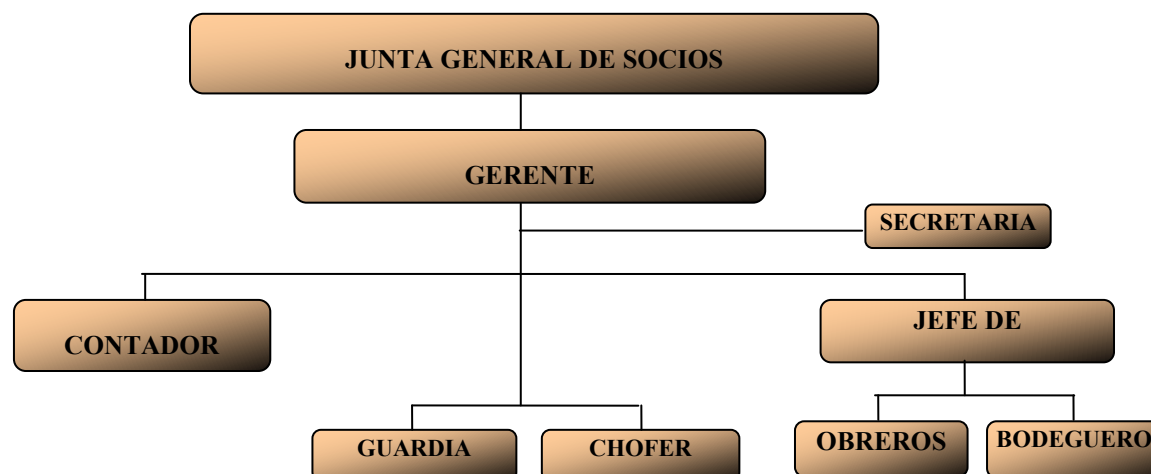 JUNTA GENERAL DE SOCIOS
GERENTE
SECRETARIA
CONTADOR
JEFE DE
GUARDIA
CHOFER
OBREROS
BODEGUERO